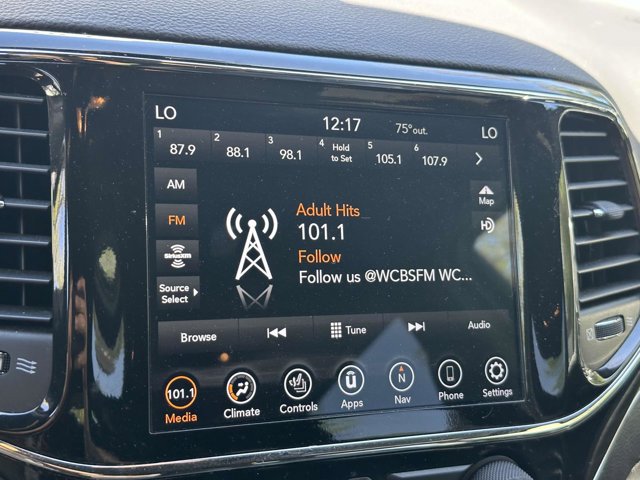 LO 12:17 75° out. LO
1 87.9 2 88.1 3 98.1 4 Hold to Set 5 105.1 6 107.9
AM
Map
FM
Adult Hits
101.1
HD
SiriusXM
Follow
Follow us @WCBSFM WC...
Source
Select
Browse Tune Audio
101.1 U N
Media Climate Controls Apps Nav Phone Settings